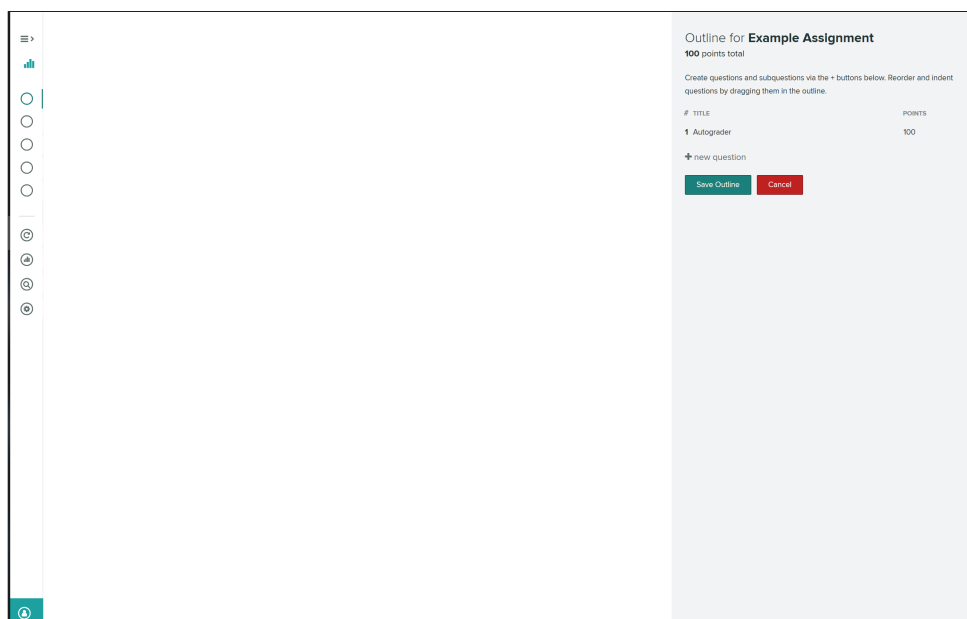 Outline for Example Assignment
100 points total
Create questions and subquestions via the + buttons below. Reorder and indent
questions by dragging them in the outline.
# TITLE POINTS
1 Autograder 100
+ new question
Save Outline Cancel